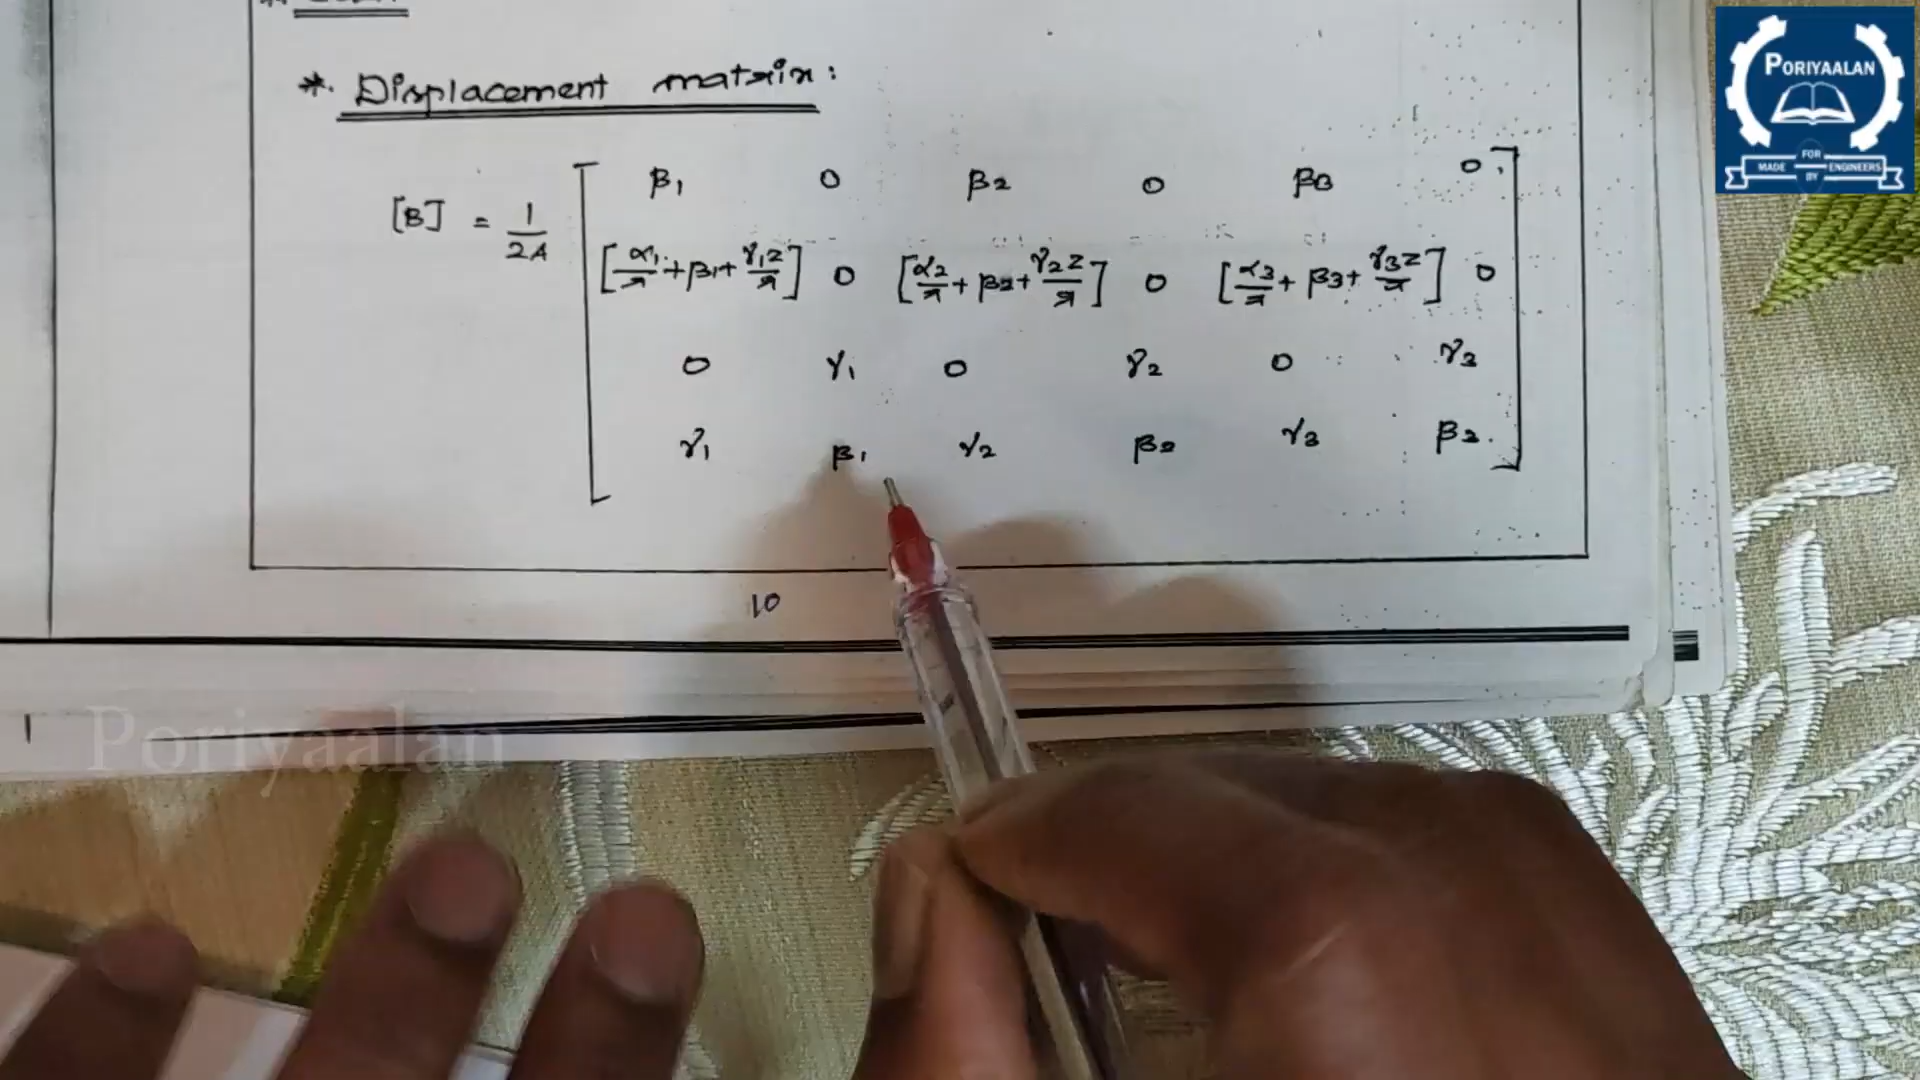 * Displacement matrix:
[B] = 1/2A [ β1 0 β2 0 β3 0
[α1/r + β1 + γ1z/r] 0 [α2/r + β2 + γ2z/r] 0 [α3/r + β3 + γ3z/r] 0
0 γ1 0 γ2 0 γ3
γ1 β1 γ2 β2 γ3 β3 ]
10
Poriyaalan
PORIYAALAN
MADE FOR BY ENGINEERS